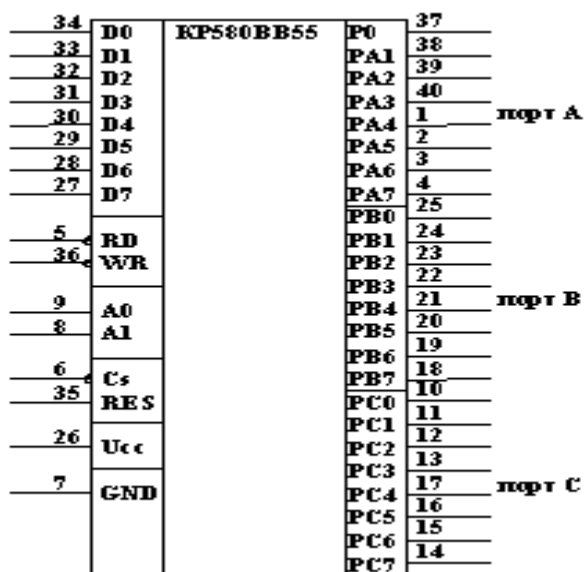 34 D0 КР580ВВ55 P0 37
33 D1 PA1 38
32 D2 PA2 39
31 D3 PA3 40
30 D4 PA4 1 порт A
29 D5 PA5 2
28 D6 PA6 3
27 D7 PA7 4
PB0 25
5 RD PB1 24
36 WR PB2 23
PB3 22
9 A0 PB4 21 порт B
8 A1 PB5 20
PB6 19
6 Cs PB7 18
35 RES PC0 10
PC1 11
26 Ucc PC2 12
PC3 13
7 GND PC4 17 порт C
PC5 16
PC6 15
PC7 14